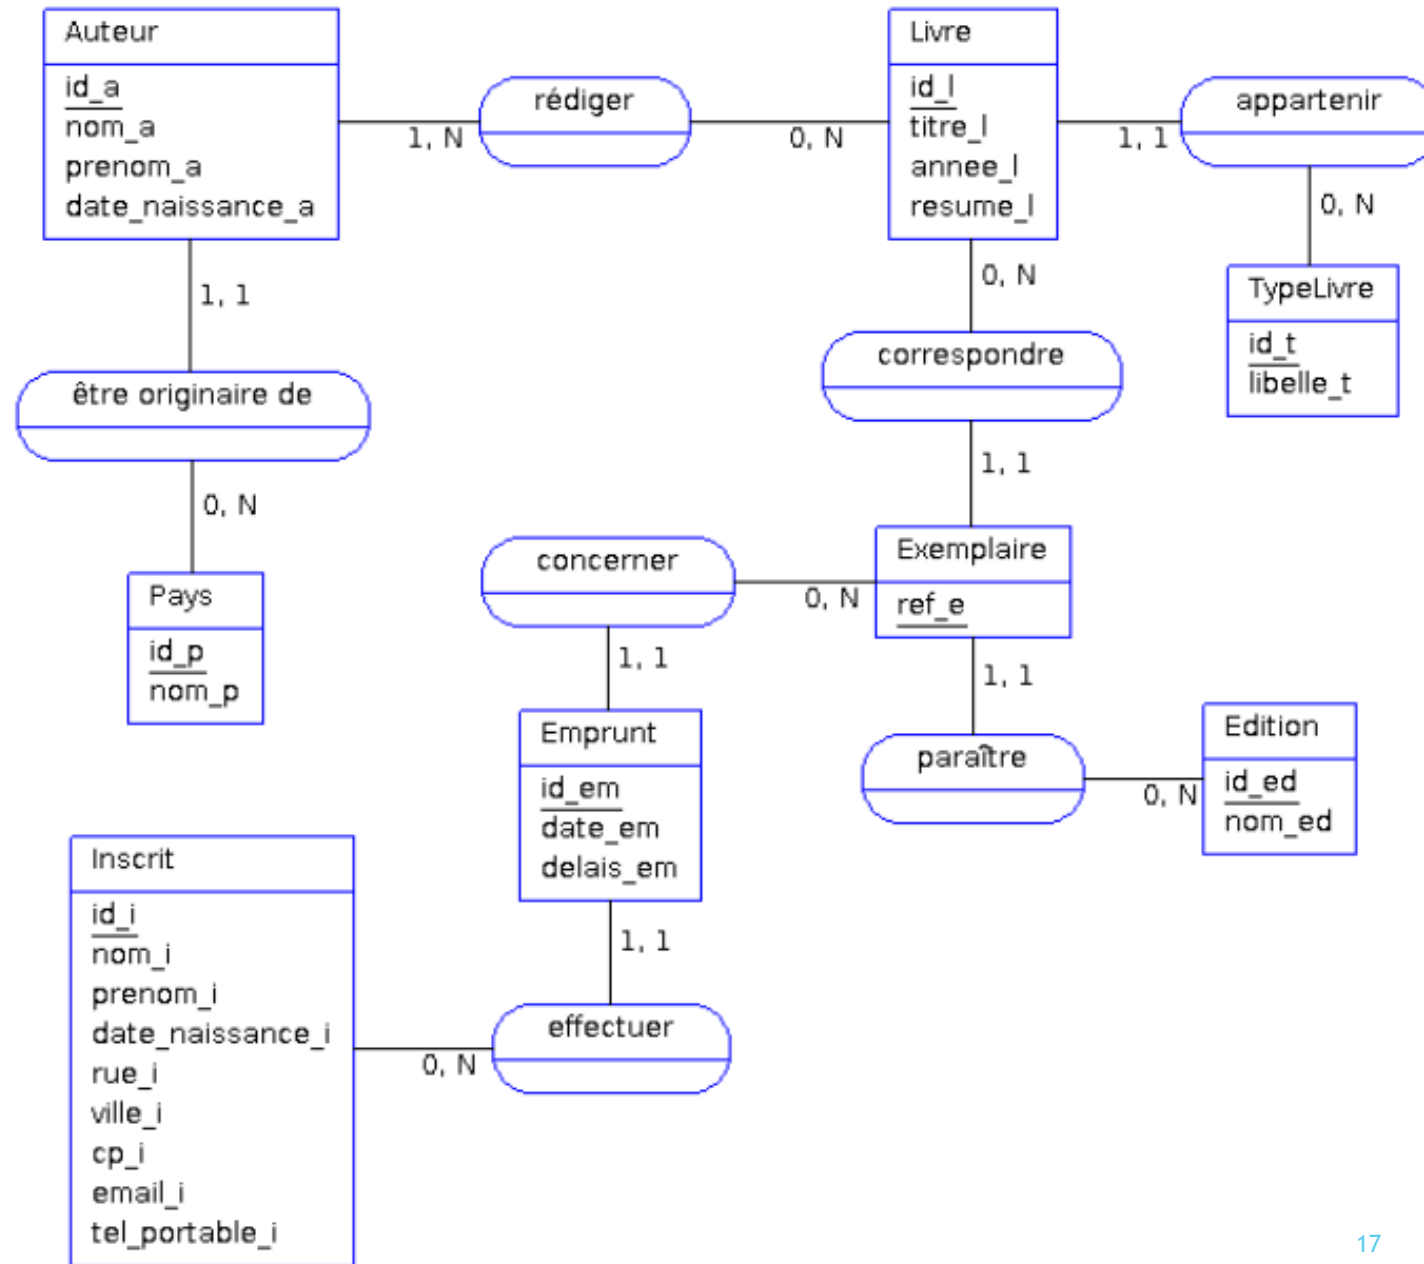 Auteur
id_a
nom_a
prenom_a
date_naissance_a
1, N
rédiger
0, N
Livre
id_l
titre_l
annee_l
resume_l
1, 1
appartenir
0, N
TypeLivre
id_t
libelle_t
1, 1
être originaire de
0, N
Pays
id_p
nom_p
0, N
correspondre
1, 1
Exemplaire
ref_e
concerner
0, N
1, 1
Emprunt
id_em
date_em
delais_em
1, 1
paraître
0, N
Edition
id_ed
nom_ed
1, 1
effectuer
0, N
Inscrit
id_i
nom_i
prenom_i
date_naissance_i
rue_i
ville_i
cp_i
email_i
tel_portable_i
17